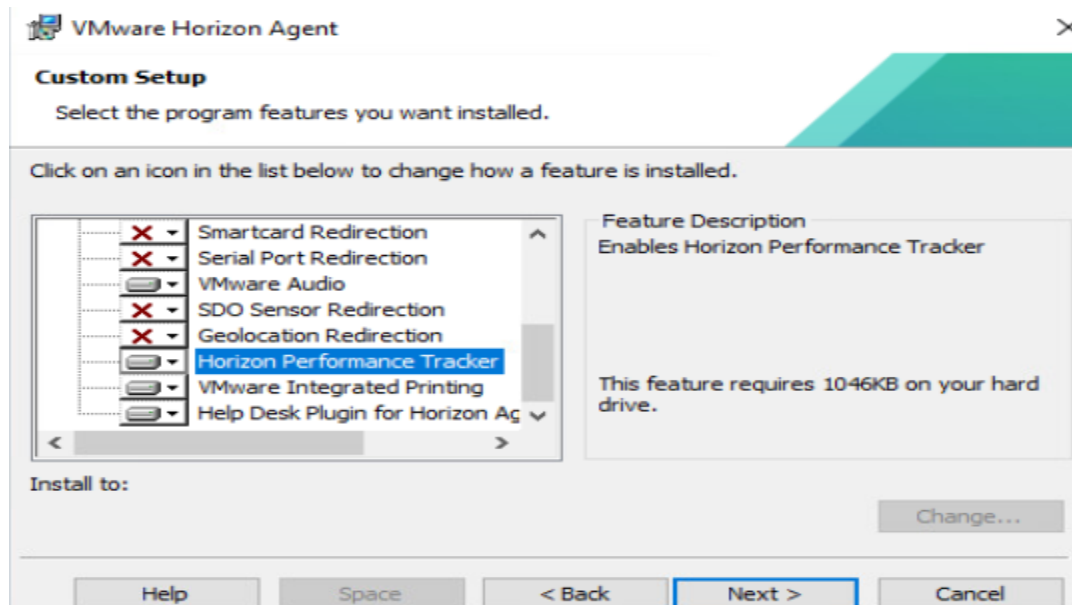 VMware Horizon Agent
Custom Setup
Select the program features you want installed.
Click on an icon in the list below to change how a feature is installed.
Smartcard Redirection
Serial Port Redirection
VMware Audio
SDO Sensor Redirection
Geolocation Redirection
Horizon Performance Tracker
VMware Integrated Printing
Help Desk Plugin for Horizon Ag
Feature Description
Enables Horizon Performance Tracker
This feature requires 1046KB on your hard
drive.
Install to:
Change...
Help
Space
< Back
Next >
Cancel